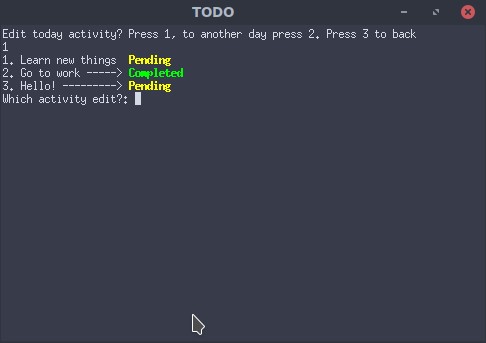 TODO
Edit today activity? Press 1, to another day press 2. Press 3 to back
1
1. Learn new things  Pending
2. Go to work -----> Completed
3. Hello! ---------> Pending
Which activity edit?: